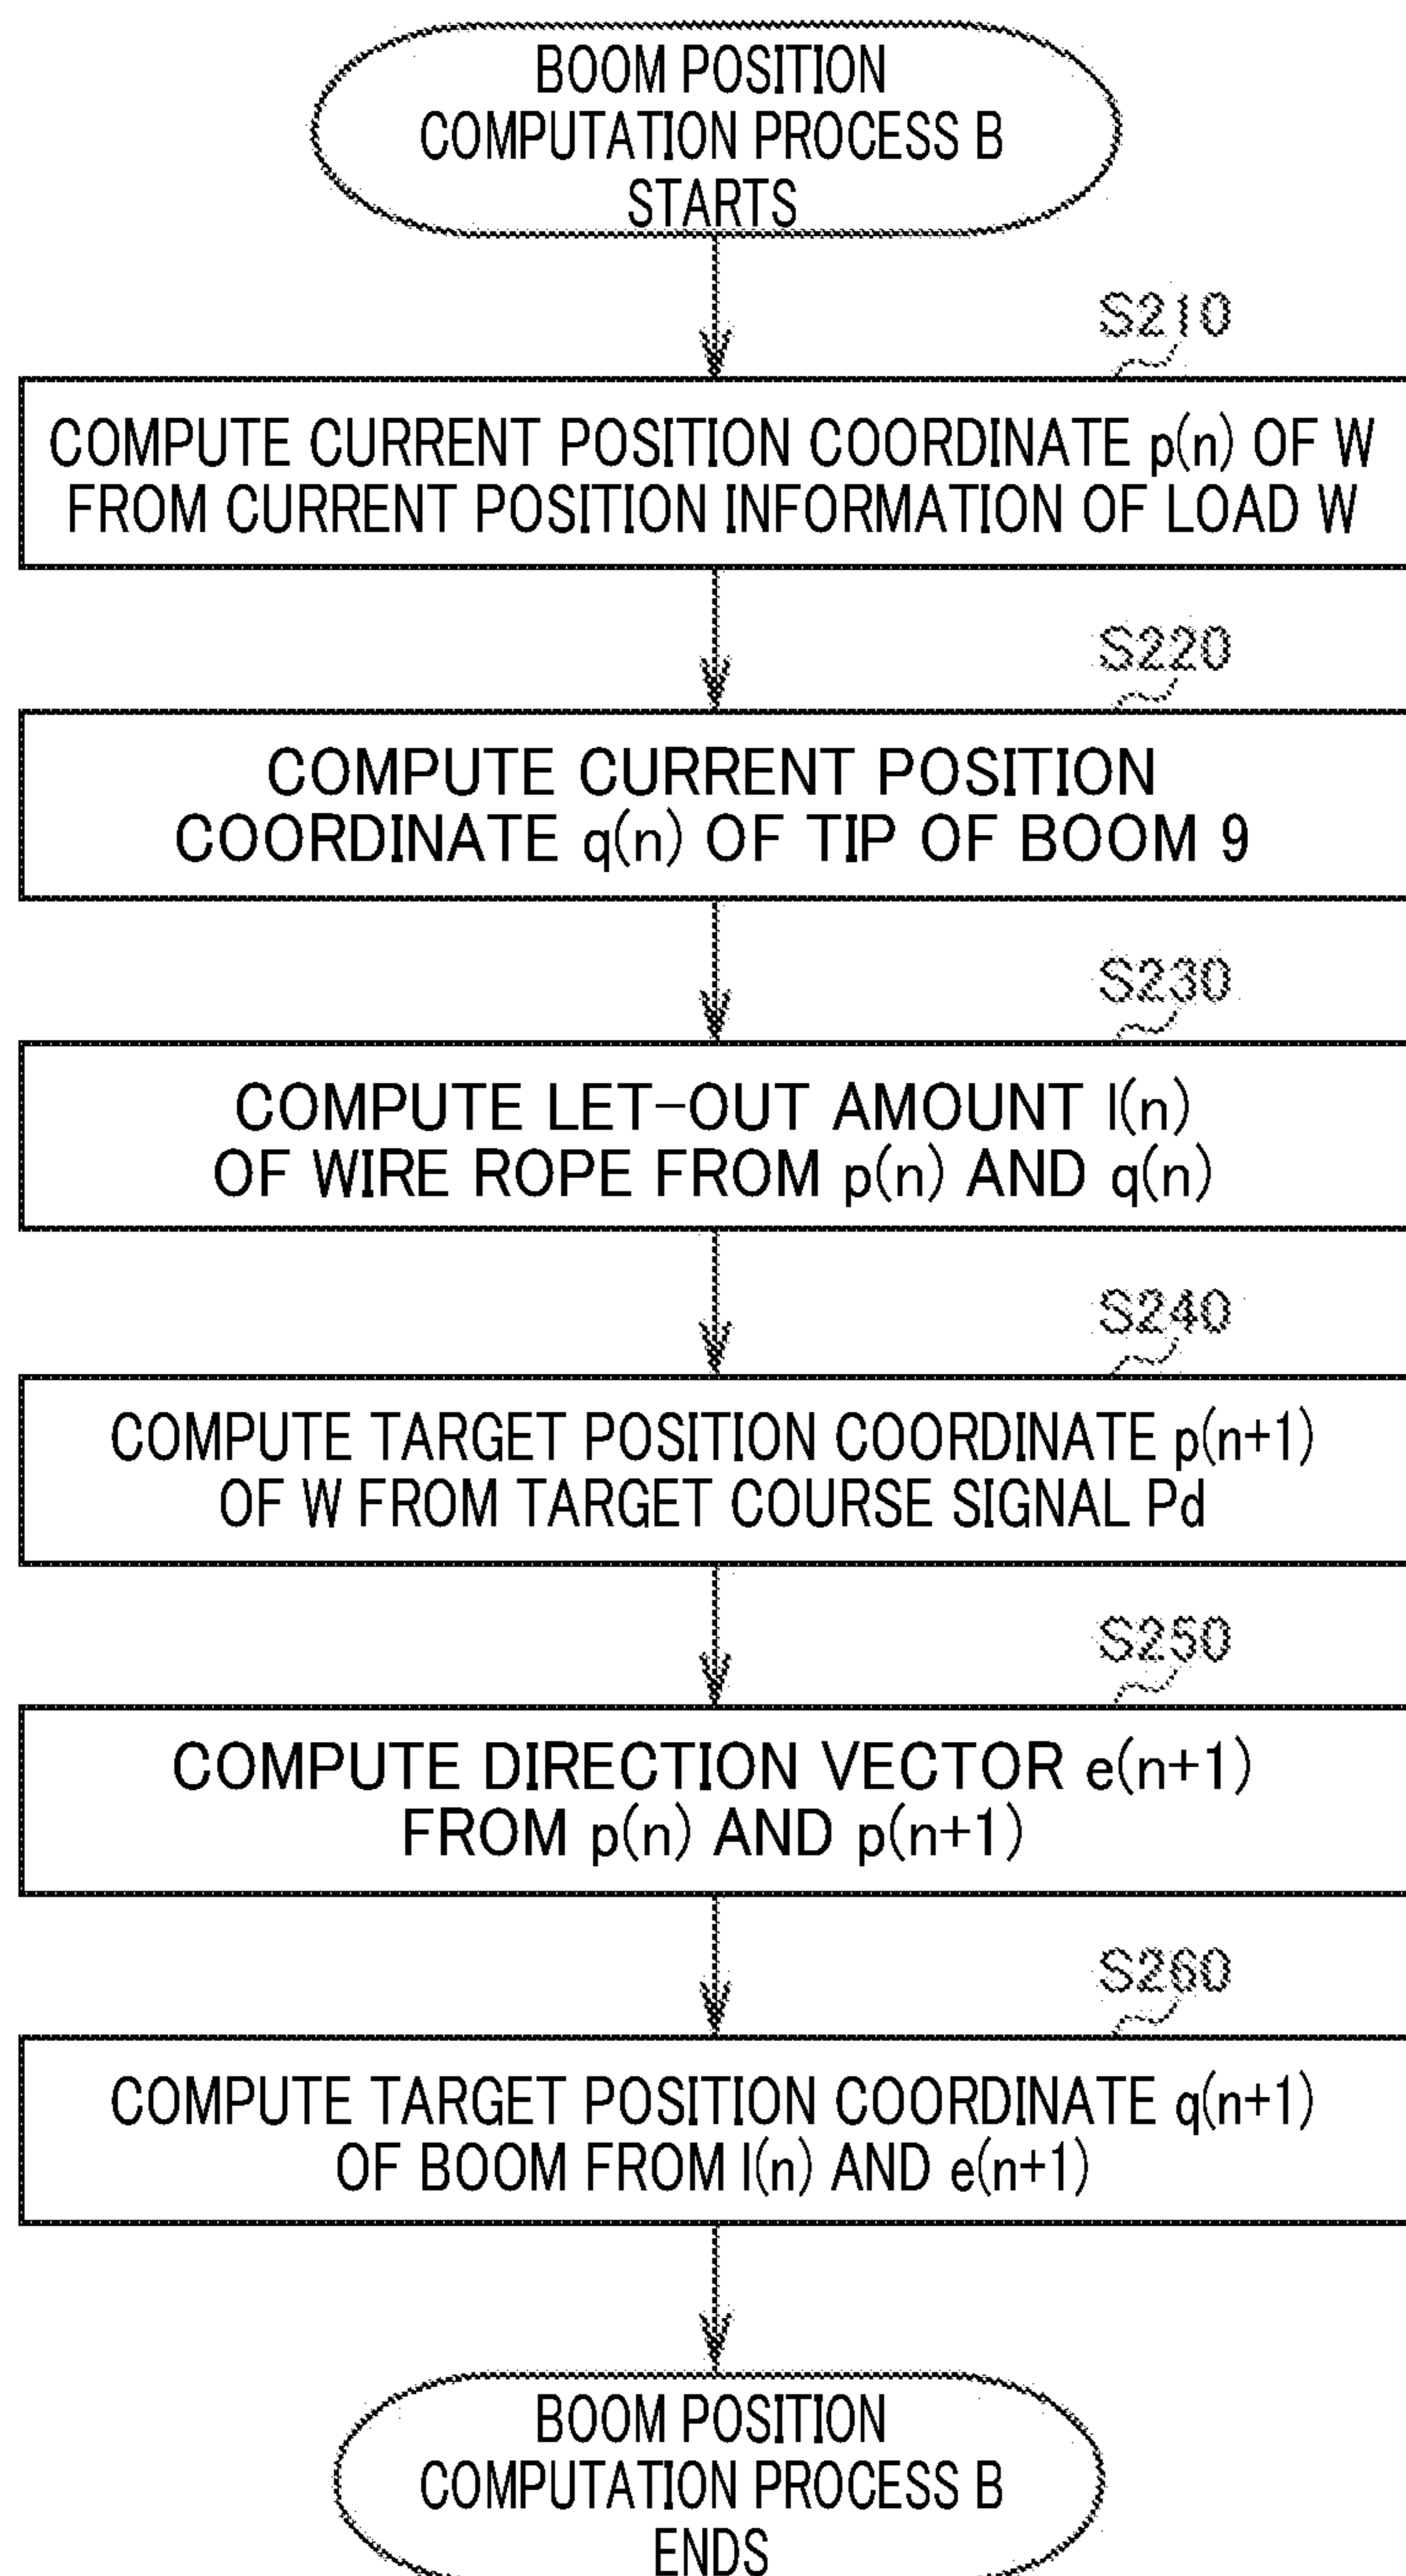 BOOM POSITION
COMPUTATION PROCESS B
STARTS
S210
COMPUTE CURRENT POSITION COORDINATE p(n) OF W
FROM CURRENT POSITION INFORMATION OF LOAD W
S220
COMPUTE CURRENT POSITION
COORDINATE q(n) OF TIP OF BOOM 9
S230
COMPUTE LET-OUT AMOUNT l(n)
OF WIRE ROPE FROM p(n) AND q(n)
S240
COMPUTE TARGET POSITION COORDINATE p(n+1)
OF W FROM TARGET COURSE SIGNAL Pd
S250
COMPUTE DIRECTION VECTOR e(n+1)
FROM p(n) AND p(n+1)
S260
COMPUTE TARGET POSITION COORDINATE q(n+1)
OF BOOM FROM l(n) AND e(n+1)
BOOM POSITION
COMPUTATION PROCESS B
ENDS